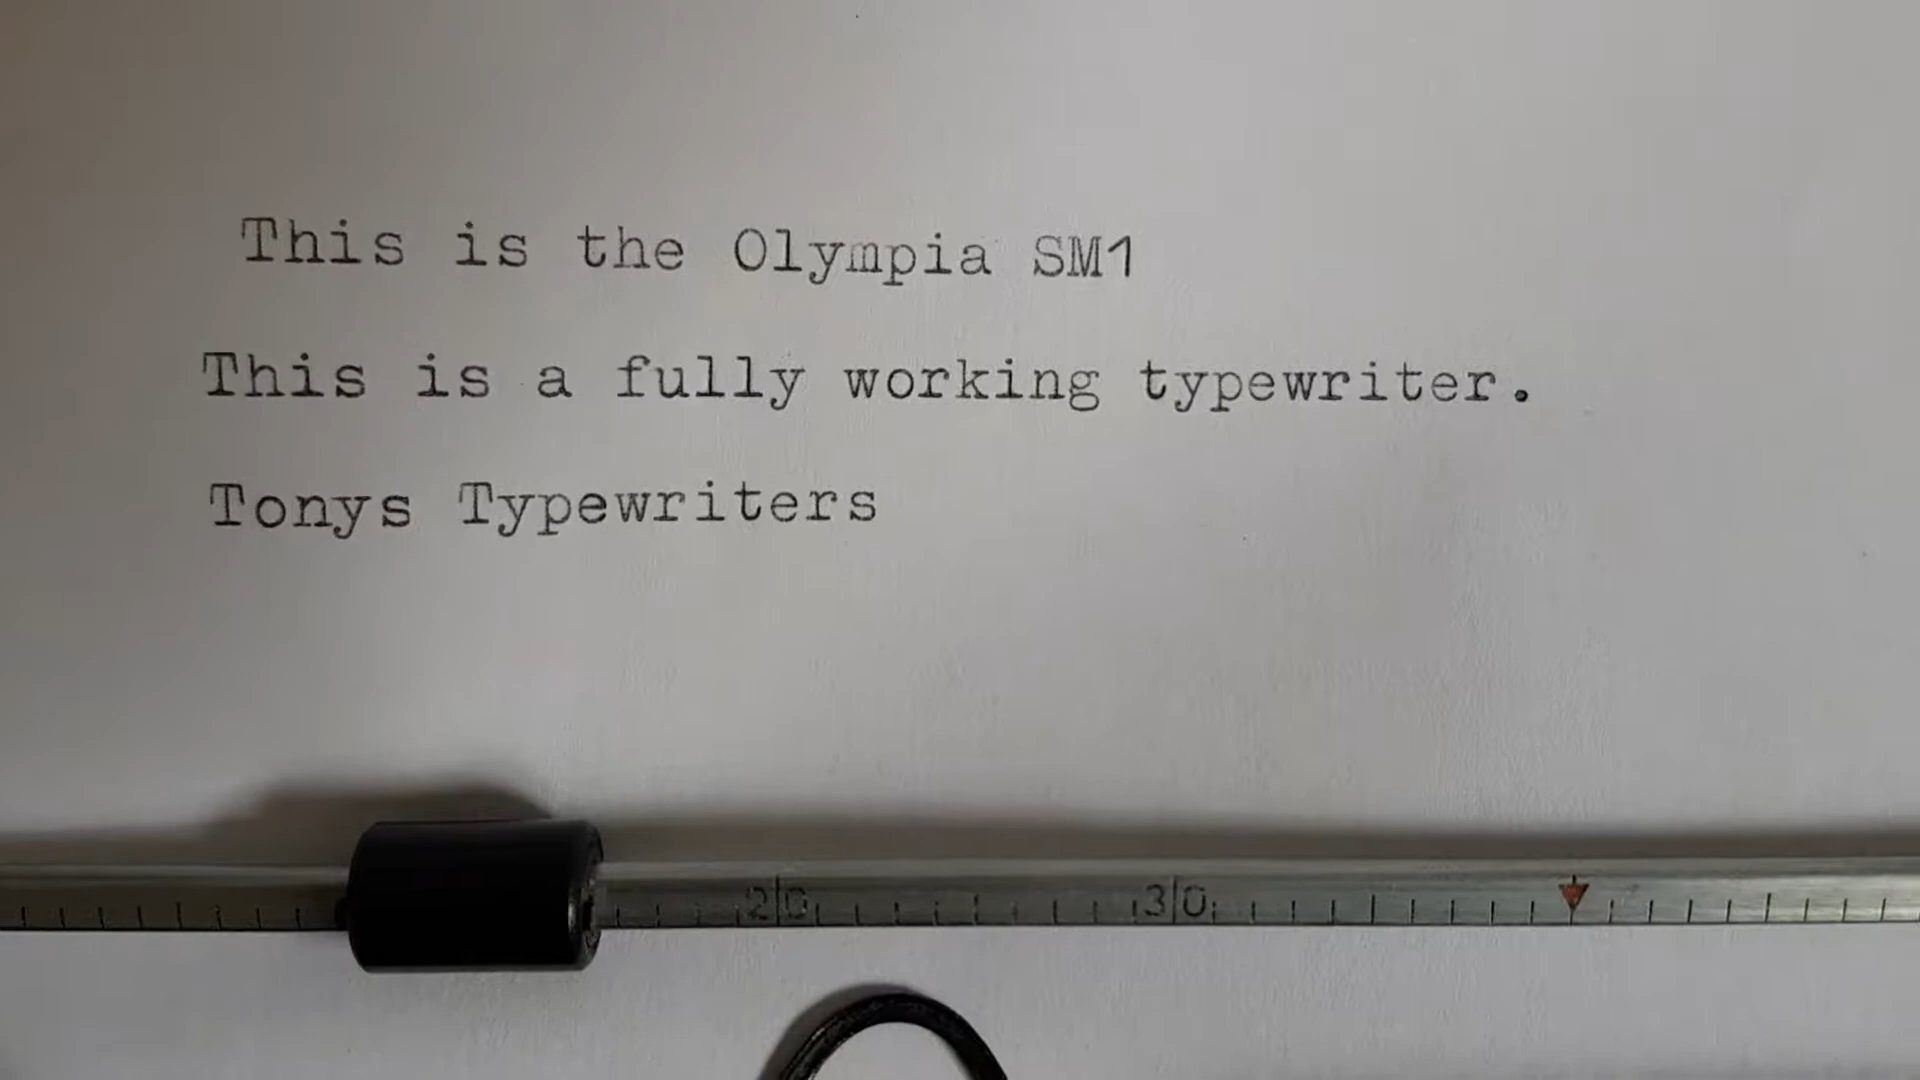 This is the Olympia SM1
This is a fully working typewriter.
Tonys Typewriters
20 30